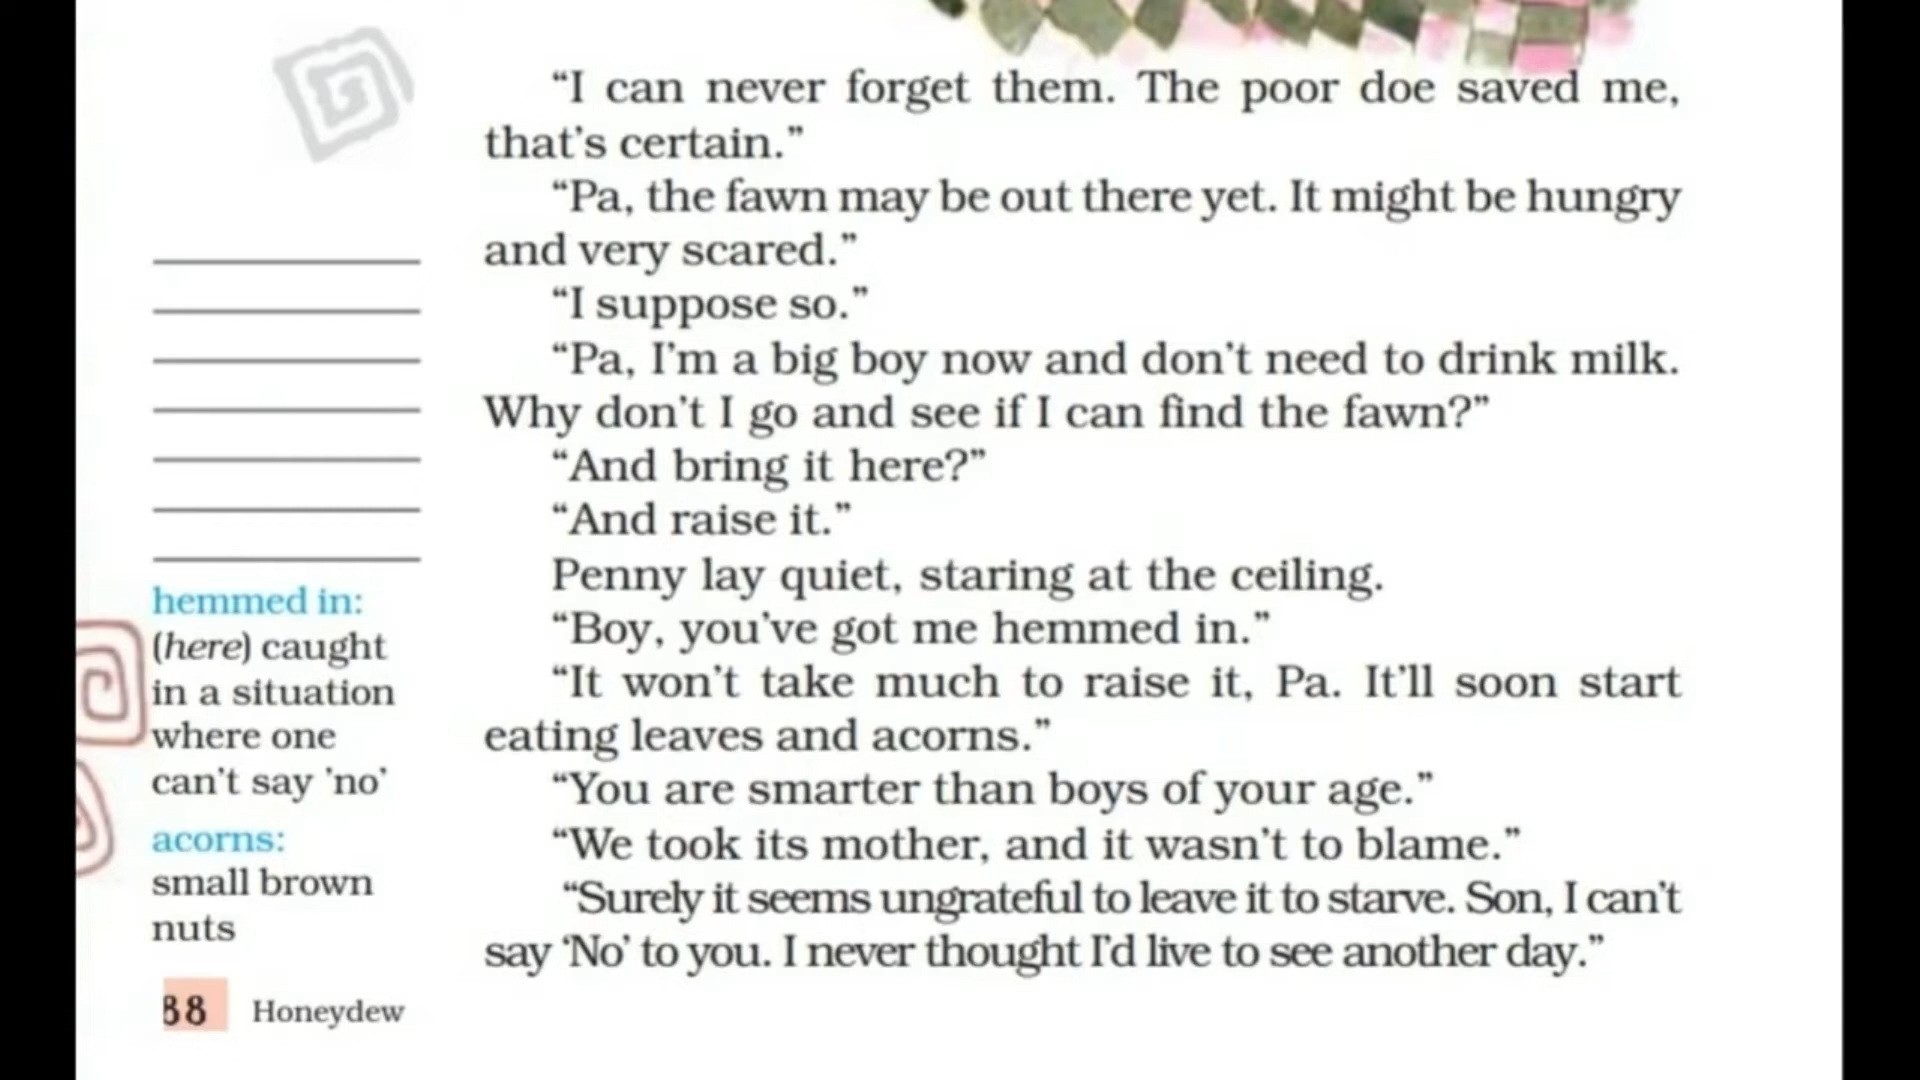 “I can never forget them. The poor doe saved me,
that’s certain.”
“Pa, the fawn may be out there yet. It might be hungry
and very scared.”
“I suppose so.”
“Pa, I’m a big boy now and don’t need to drink milk.
Why don’t I go and see if I can find the fawn?”
“And bring it here?”
“And raise it.”
Penny lay quiet, staring at the ceiling.
“Boy, you’ve got me hemmed in.”
“It won’t take much to raise it, Pa. It’ll soon start
eating leaves and acorns.”
“You are smarter than boys of your age.”
“We took its mother, and it wasn’t to blame.”
“Surely it seems ungrateful to leave it to starve. Son, I can’t
say ‘No’ to you. I never thought I’d live to see another day.”
hemmed in:
(here) caught
in a situation
where one
can't say 'no'
acorns:
small brown
nuts
88 Honeydew